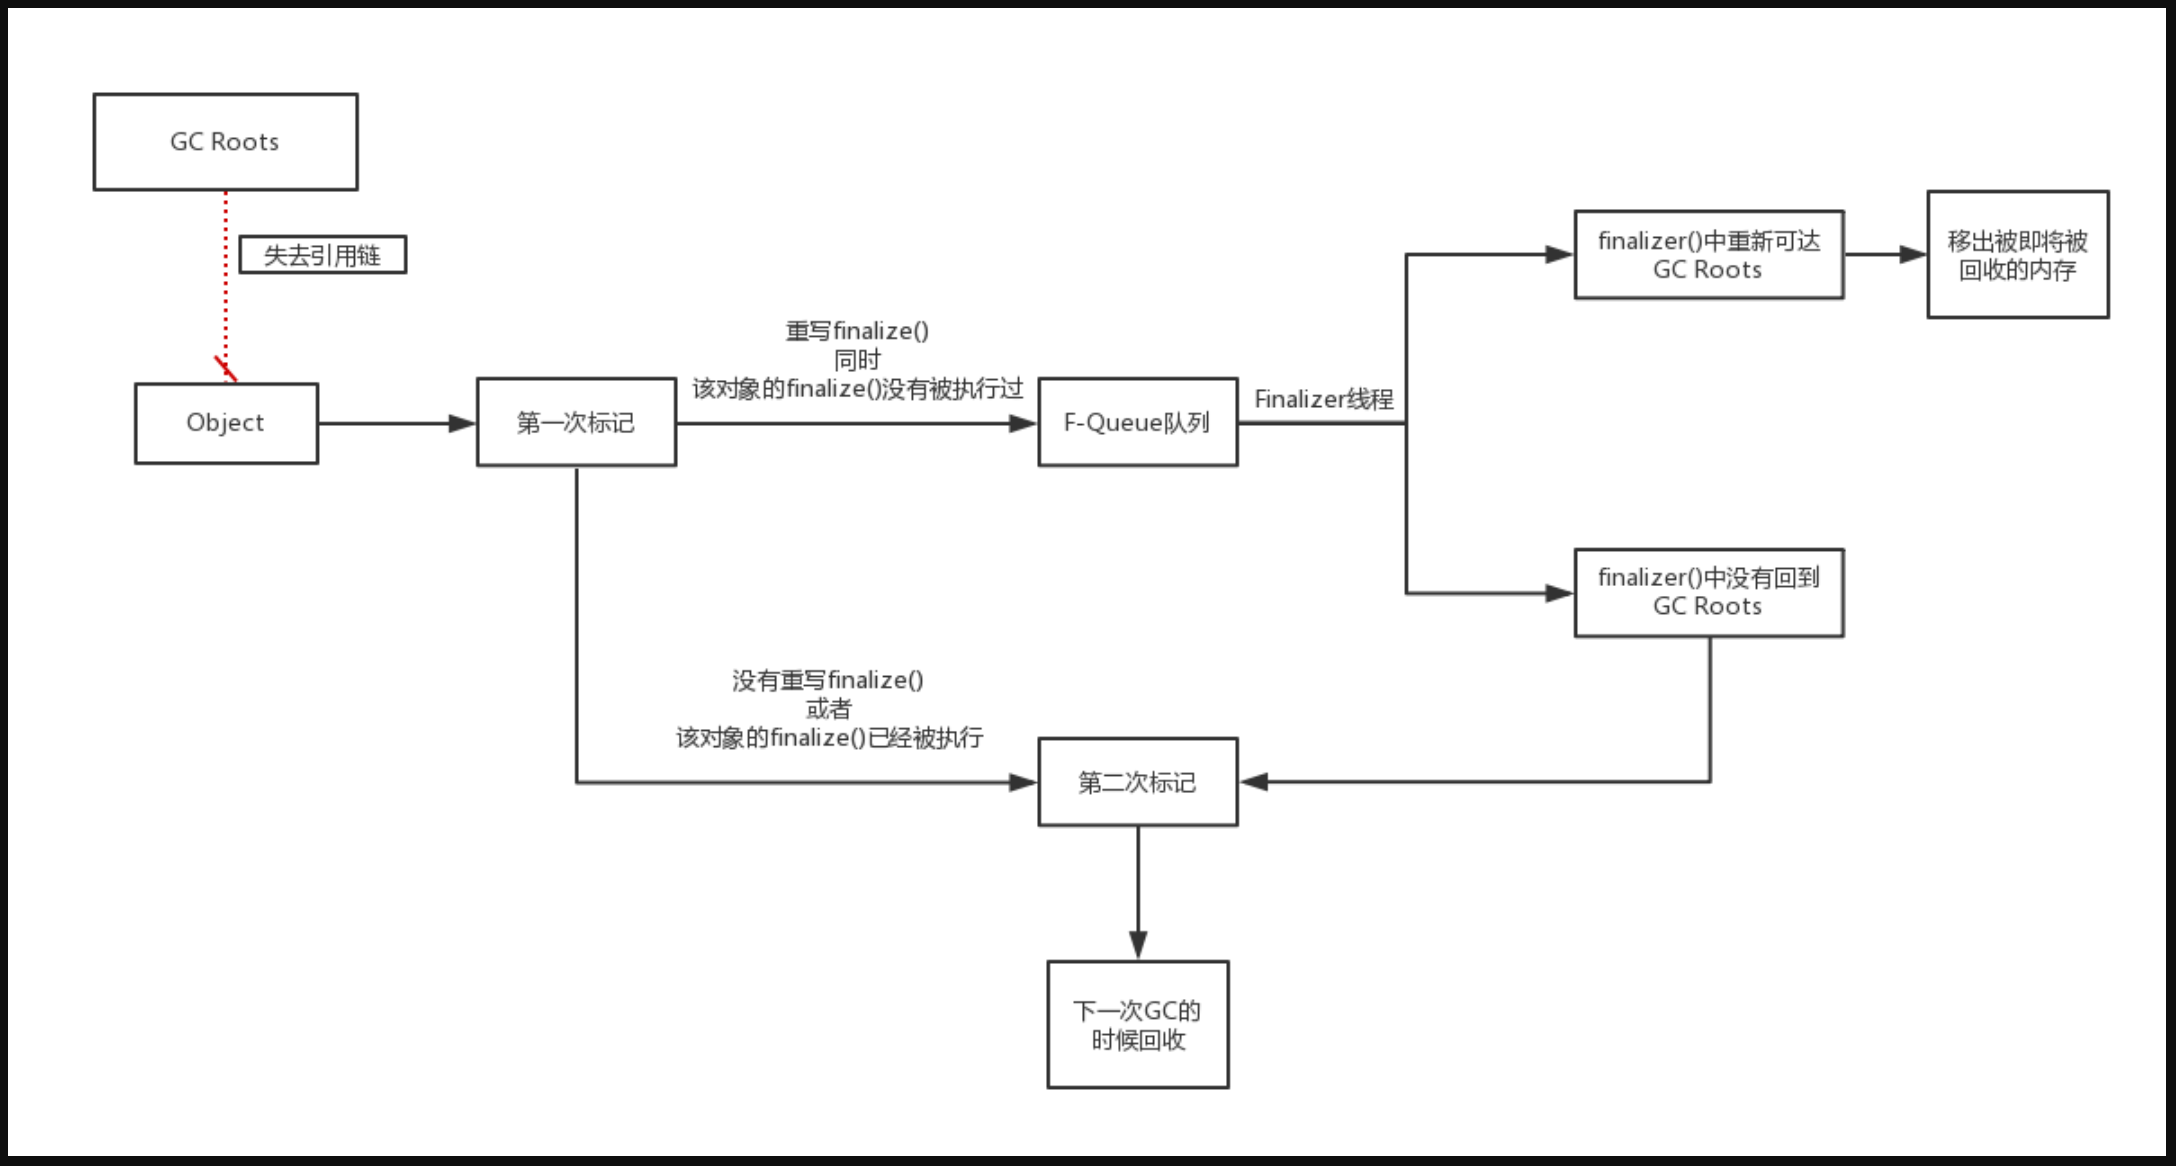 GC Roots
失去引用链
Object
第一次标记
重写finalize()
同时
该对象的finalize()没有被执行过
F-Queue队列
Finalizer线程
finalizer()中重新可达
GC Roots
移出被即将被
回收的内存
finalizer()中没有回到
GC Roots
没有重写finalize()
或者
该对象的finalize()已经被执行
第二次标记
下一次GC的
时候回收